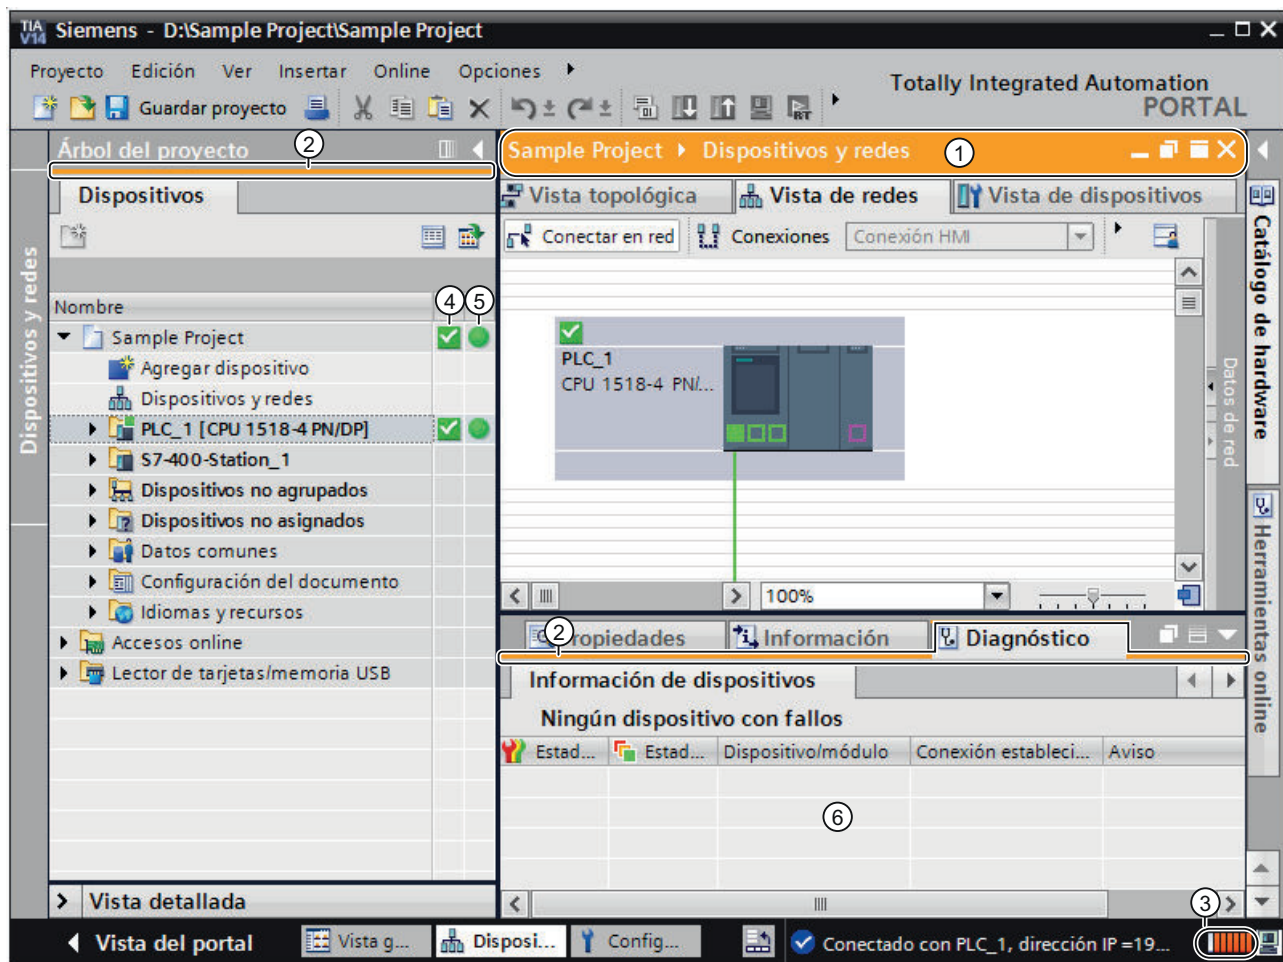 TIA V14 Siemens - D:\Sample Project\Sample Project
Proyecto Edición Ver Insertar Online Opciones
Totally Integrated Automation
PORTAL
Guardar proyecto
RT
Árbol del proyecto
2
Sample Project Dispositivos y redes
1
Dispositivos
Vista topológica
Vista de redes
Vista de dispositivos
Conectar en red
Conexiones
Conexión HMI
Dispositivos y redes
Nombre
4
5
Sample Project
Agregar dispositivo
Dispositivos y redes
PLC_1 [CPU 1518-4 PN/DP]
S7-400-Station_1
Dispositivos no agrupados
Dispositivos no asignados
Datos comunes
Configuración del documento
Idiomas y recursos
Accesos online
Lector de tarjetas/memoria USB
PLC_1
CPU 1518-4 PN/...
Datos de red
Catálogo de hardware
Herramientas online
100%
2
Propiedades
Información
Diagnóstico
Información de dispositivos
Ningún dispositivo con fallos
Estad...
Estad...
Dispositivo/módulo
Conexión estableci...
Aviso
6
Vista detallada
3
Vista del portal
Vista g...
Disposi...
Config...
Conectado con PLC_1, dirección IP =19...